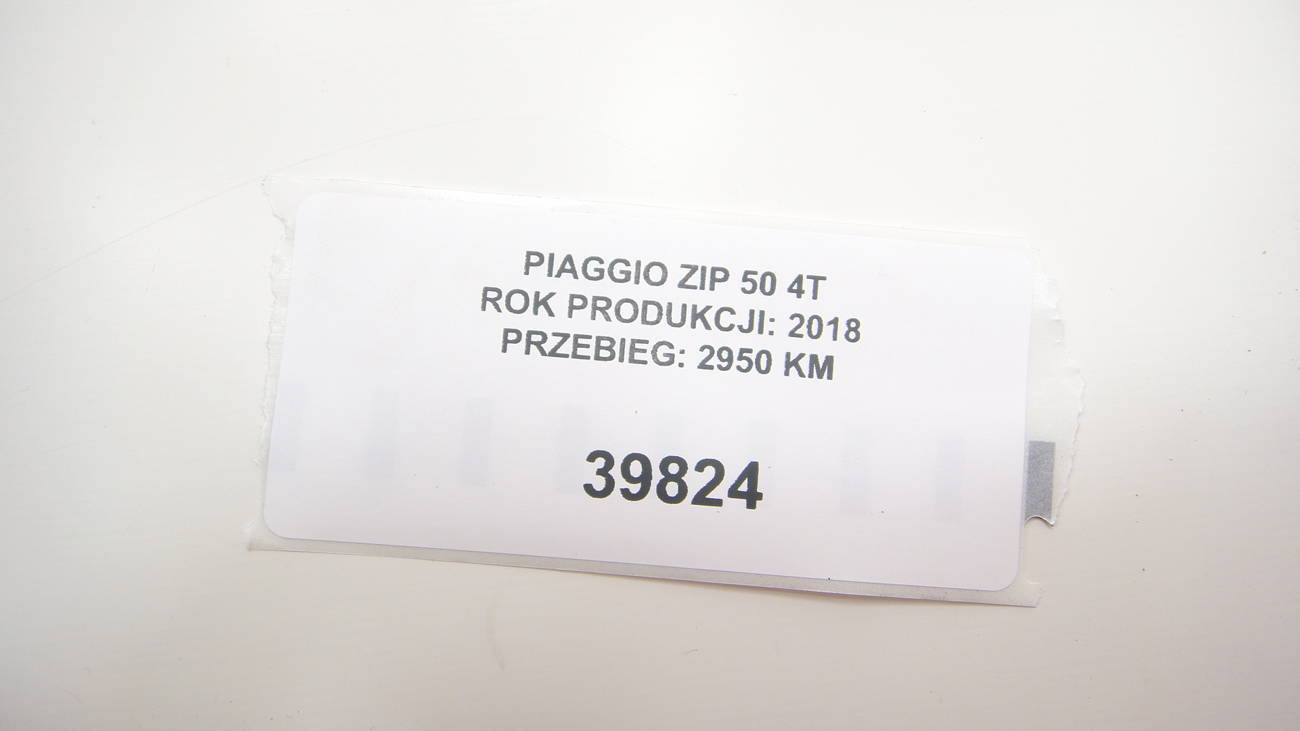 PIAGGIO ZIP 50 4T
ROK PRODUKCJI: 2018
PRZEBIEG: 2950 KM
39824